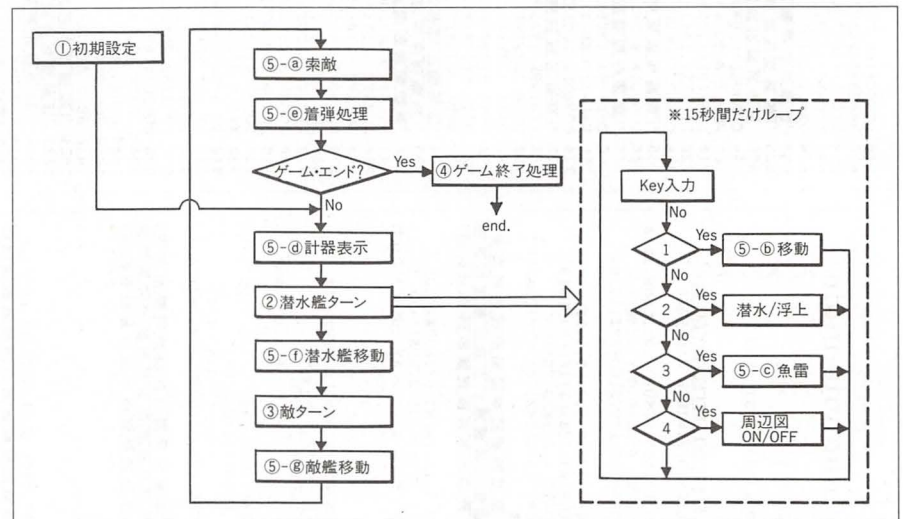 ①初期設定
⑤-ⓐ索敵
⑤-ⓔ着弾処理
ゲーム・エンド?
Yes
④ゲーム終了処理
end.
No
⑤-ⓓ計器表示
②潜水艦ターン
⑤-ⓕ潜水艦移動
③敵ターン
⑤-ⓖ敵艦移動
※15秒間だけループ
Key入力
No
1
Yes
⑤-ⓑ移動
No
2
Yes
潜水/浮上
No
3
Yes
⑤-ⓒ魚雷
No
4
Yes
周辺図
ON/OFF